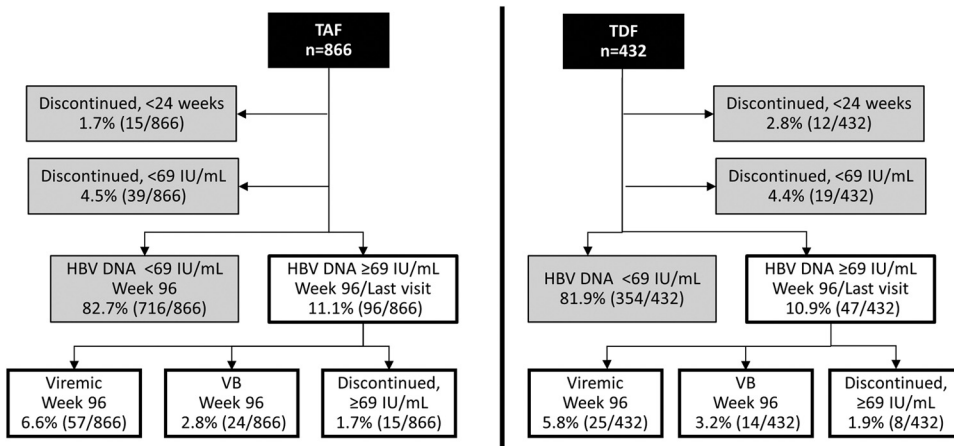 TAF
n=866
Discontinued, <24 weeks
1.7% (15/866)
Discontinued, <69 IU/mL
4.5% (39/866)
HBV DNA <69 IU/mL
Week 96
82.7% (716/866)
HBV DNA ≥69 IU/mL
Week 96/Last visit
11.1% (96/866)
Viremic
Week 96
6.6% (57/866)
VB
Week 96
2.8% (24/866)
Discontinued,
≥69 IU/mL
1.7% (15/866)
TDF
n=432
Discontinued, <24 weeks
2.8% (12/432)
Discontinued, <69 IU/mL
4.4% (19/432)
HBV DNA <69 IU/mL
81.9% (354/432)
HBV DNA ≥69 IU/mL
Week 96/Last visit
10.9% (47/432)
Viremic
Week 96
5.8% (25/432)
VB
Week 96
3.2% (14/432)
Discontinued,
≥69 IU/mL
1.9% (8/432)